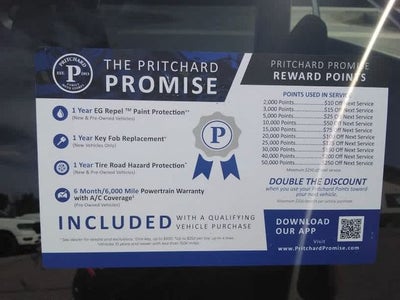 PRITCHARD
EST. P 1913
THE PRITCHARD
PROMISE
1 Year EG Repel ™ Paint Protection
(New & Pre-Owned Vehicles)
1 Year Key Fob Replacement
(New Vehicles Only)
1 Year Tire Road Hazard Protection
(New & Pre-Owned Vehicles)
6 Month/6,000 Mile Powertrain Warranty
with A/C Coverage
(Pre-Owned Vehicles)
P
INCLUDED WITH A QUALIFYING
VEHICLE PURCHASE
PRITCHARD PROMISE
REWARD POINTS
POINTS USED IN SERVICE
2,000 Points $10 Off Next Service
3,000 Points $15 Off Next Service
5,000 Points $25 Off Next Service
10,000 Points $50 Off Next Service
15,000 Points $75 Off Next Service
20,000 Points Off Next Service
25,000 Points Off Next Service
30,000 Points Off Next Service
40,000 Points Off Next Service
50,000 Points $250 Off Next Service
DOUBLE THE DISCOUNT
when you use your Pritchard Points toward
your next vehicle.
DOWNLOAD
OUR APP
Visit
www.PritchardPromise.com